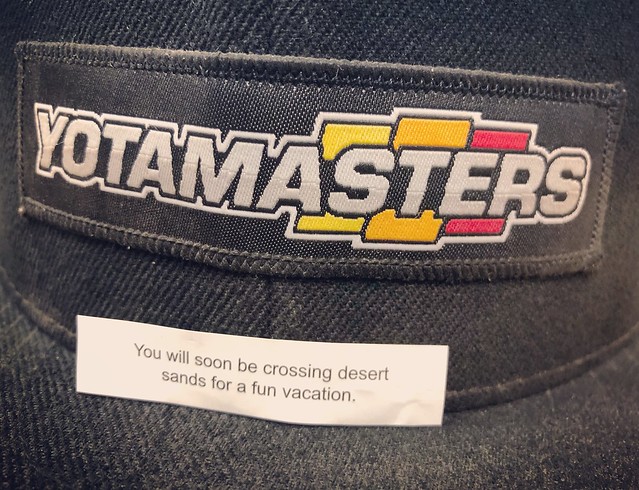 YOTAMASTERS
You will soon be crossing desert
sands for a fun vacation.